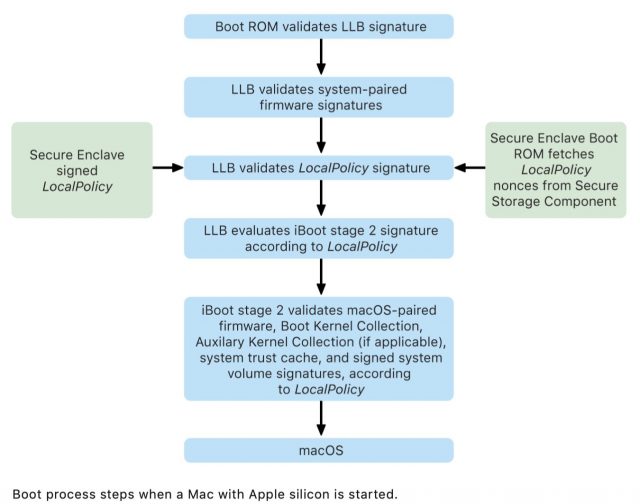 Boot ROM validates LLB signature
LLB validates system-paired
firmware signatures
Secure Enclave
signed
LocalPolicy
LLB validates LocalPolicy signature
Secure Enclave Boot
ROM fetches
LocalPolicy
nonces from Secure
Storage Component
LLB evaluates iBoot stage 2 signature
according to LocalPolicy
iBoot stage 2 validates macOS-paired
firmware, Boot Kernel Collection,
Auxilary Kernel Collection (if applicable),
system trust cache, and signed system
volume signatures, according
to LocalPolicy
macOS
Boot process steps when a Mac with Apple silicon is started.